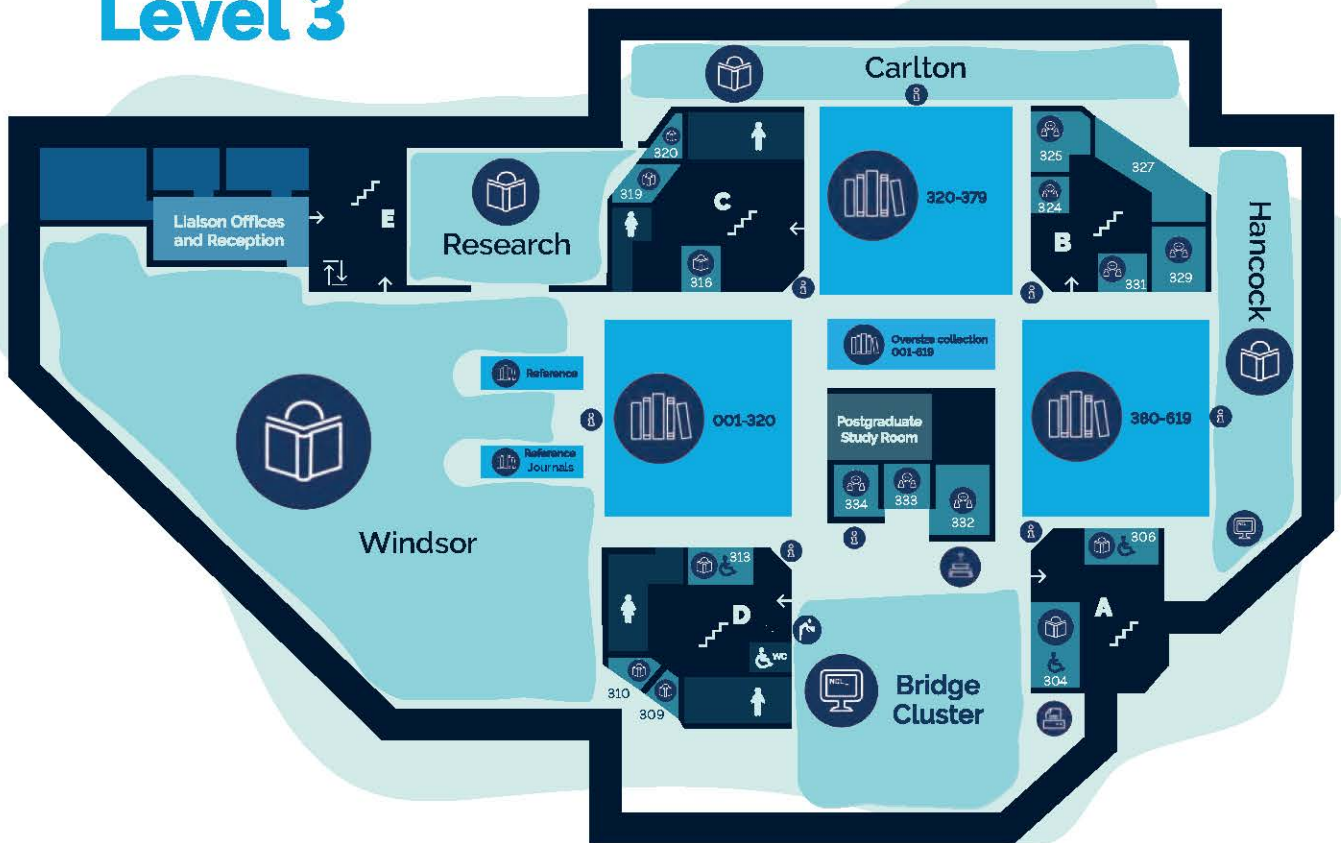 Level 3
Carlton
320
319
C
316
320-379
325
327
324
B
331
329
Hancock
Liaison Offices
and Reception
E
Research
Reference
Reference
Journals
001-320
Oversize collection
001-619
Postgraduate
Study Room
334
333
332
380-619
Windsor
313
D
WC
310
309
NCL_
Bridge
Cluster
306
A
304